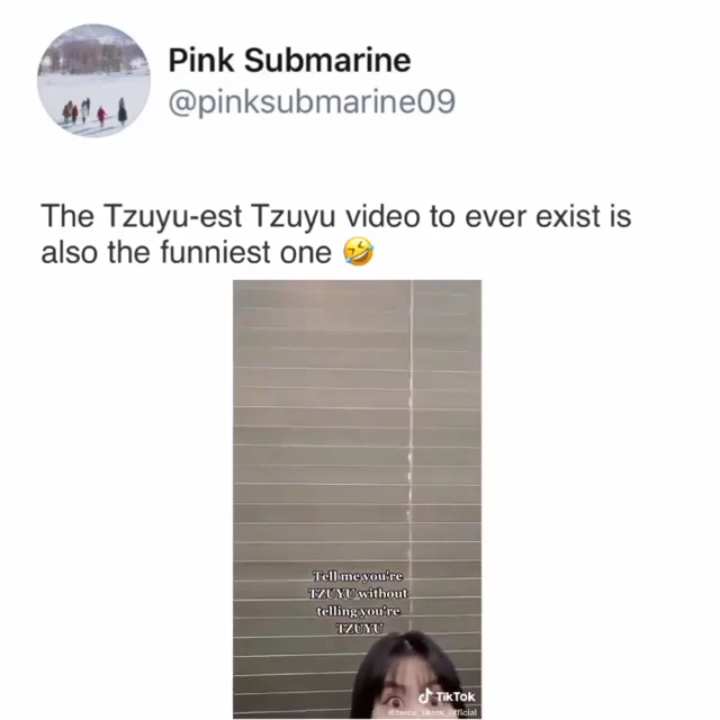 Pink Submarine
@pinksubmarine09
The Tzuyu-est Tzuyu video to ever exist is
also the funniest one 🤣
Tell me you're
TZUYU without
telling you're
TZUYU
TikTok